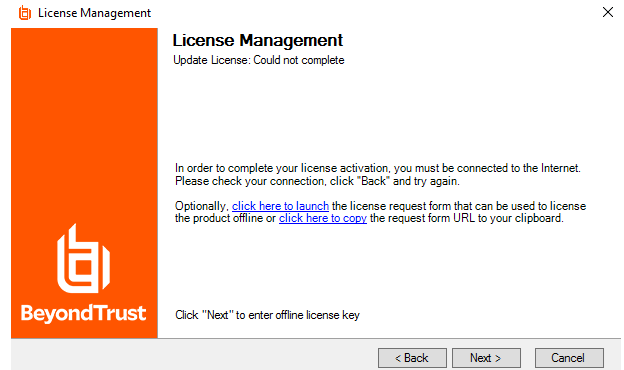 License Management
License Management
Update License: Could not complete
In order to complete your license activation, you must be connected to the Internet.
Please check your connection, click "Back" and try again.
Optionally, click here to launch the license request form that can be used to license
the product offline or click here to copy the request form URL to your clipboard.
BeyondTrust
Click "Next" to enter offline license key
< Back
Next >
Cancel